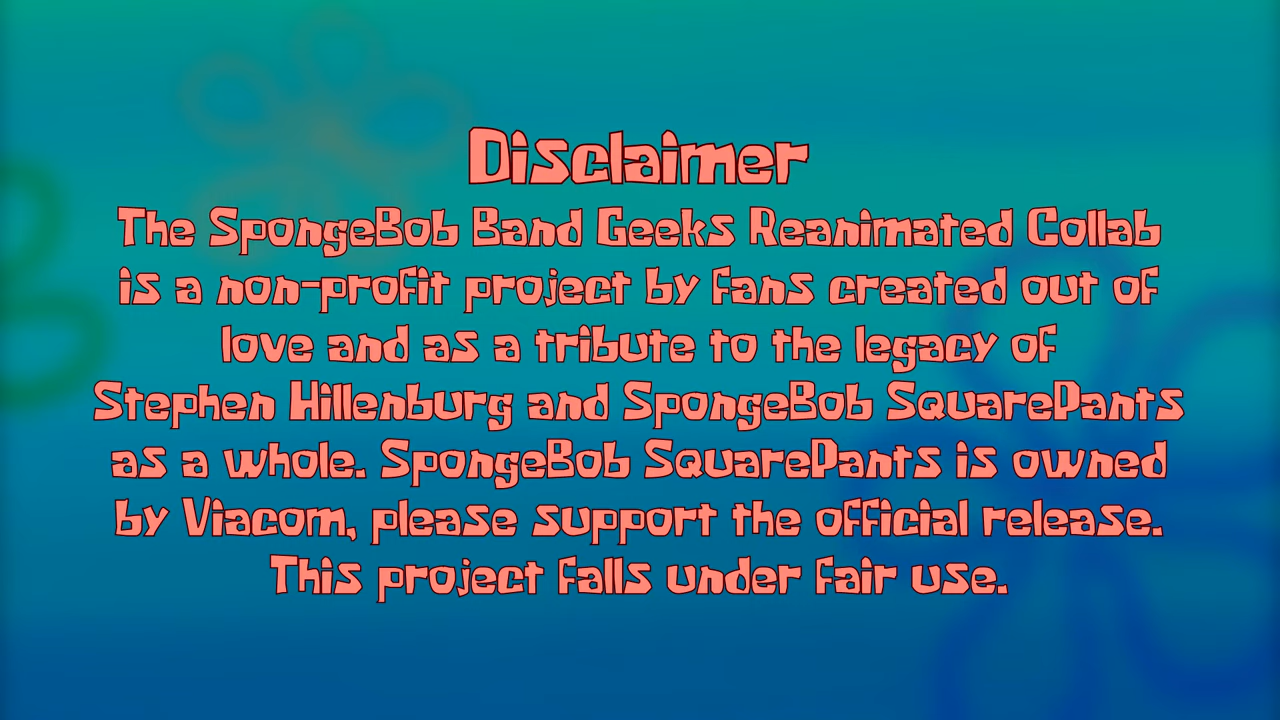 Disclaimer
The SpongeBob Band Geeks Reanimated Collab
is a non-profit project by fans created out of
love and as a tribute to the legacy of
Stephen Hillenburg and SpongeBob SquarePants
as a whole. SpongeBob SquarePants is owned
by Viacom, please support the official release.
This project falls under fair use.